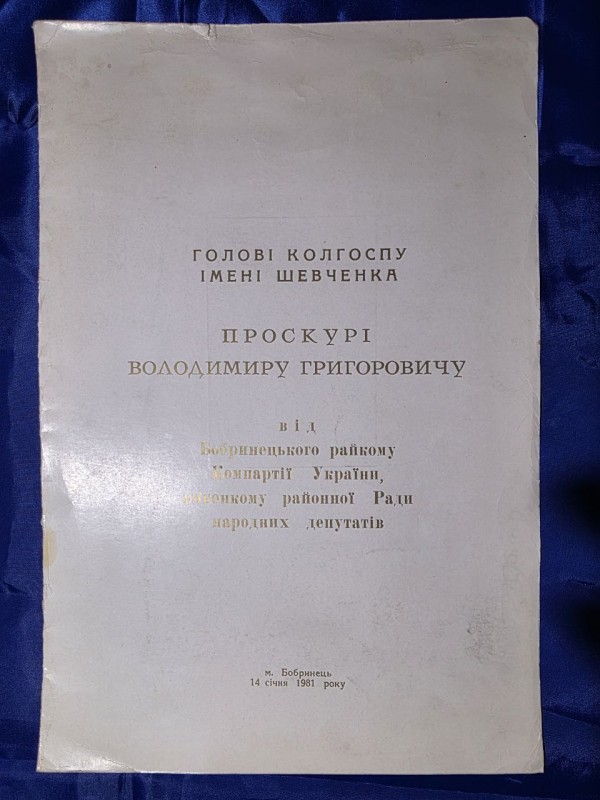 ГОЛОВІ КОЛГОСПУ
ІМЕНІ ШЕВЧЕНКА
ПРОСКУРІ
ВОЛОДИМИРУ ГРИГОРОВИЧУ
від
Бобринецького райкому
Компартії України,
виконкому районної Ради
народних депутатів
м. Бобринець
14 січня 1981 року